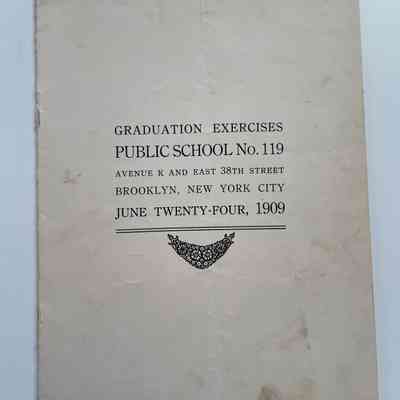 GRADUATION EXERCISES
PUBLIC SCHOOL No. 119
AVENUE K AND EAST 38TH STREET
BROOKLYN, NEW YORK CITY
JUNE TWENTY-FOUR, 1909